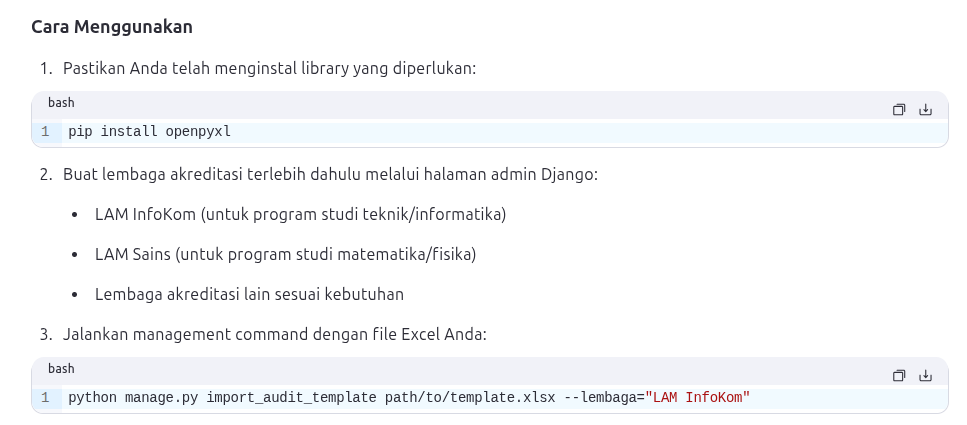 Cara Menggunakan
1. Pastikan Anda telah menginstal library yang diperlukan:
bash
1 pip install openpyxl
2. Buat lembaga akreditasi terlebih dahulu melalui halaman admin Django:
• LAM InfoKom (untuk program studi teknik/informatika)
• LAM Sains (untuk program studi matematika/fisika)
• Lembaga akreditasi lain sesuai kebutuhan
3. Jalankan management command dengan file Excel Anda:
bash
1 python manage.py import_audit_template path/to/template.xlsx --lembaga="LAM InfoKom"